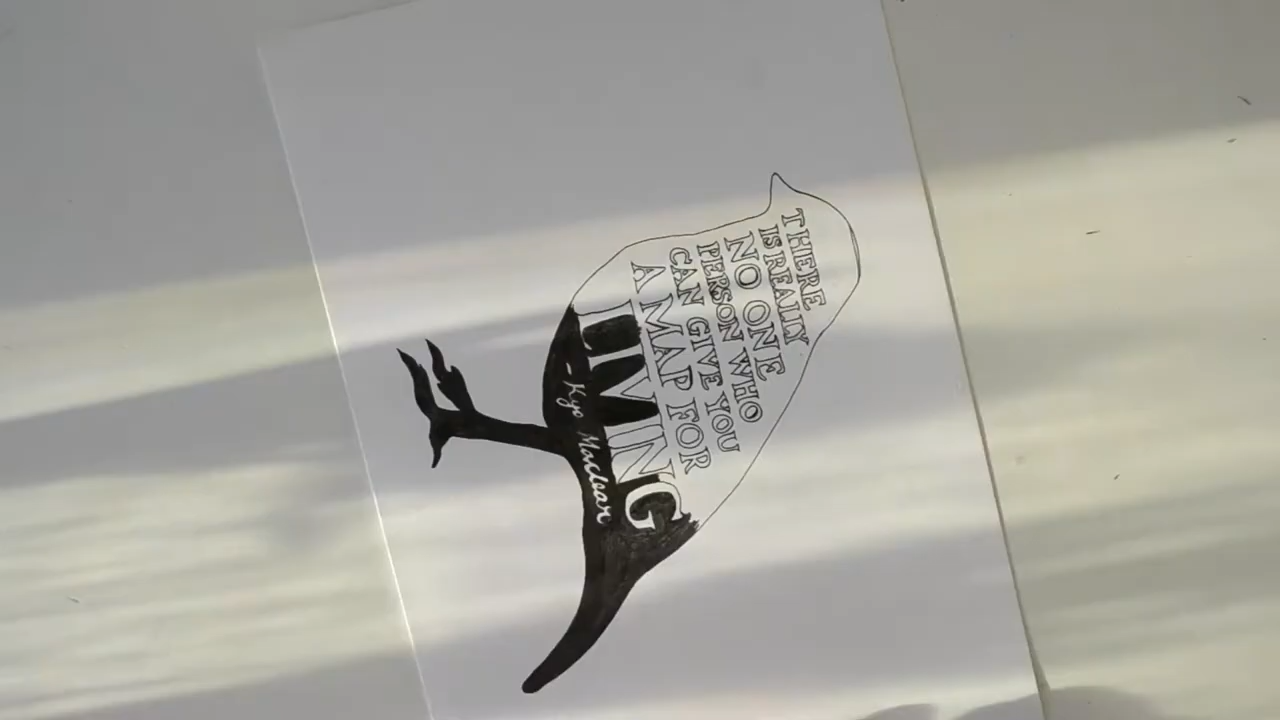 THERE
IS REALLY
NO ONE
PERSON WHO
CAN GIVE YOU
A MAP FOR
LIVING
-Kyo Maclear